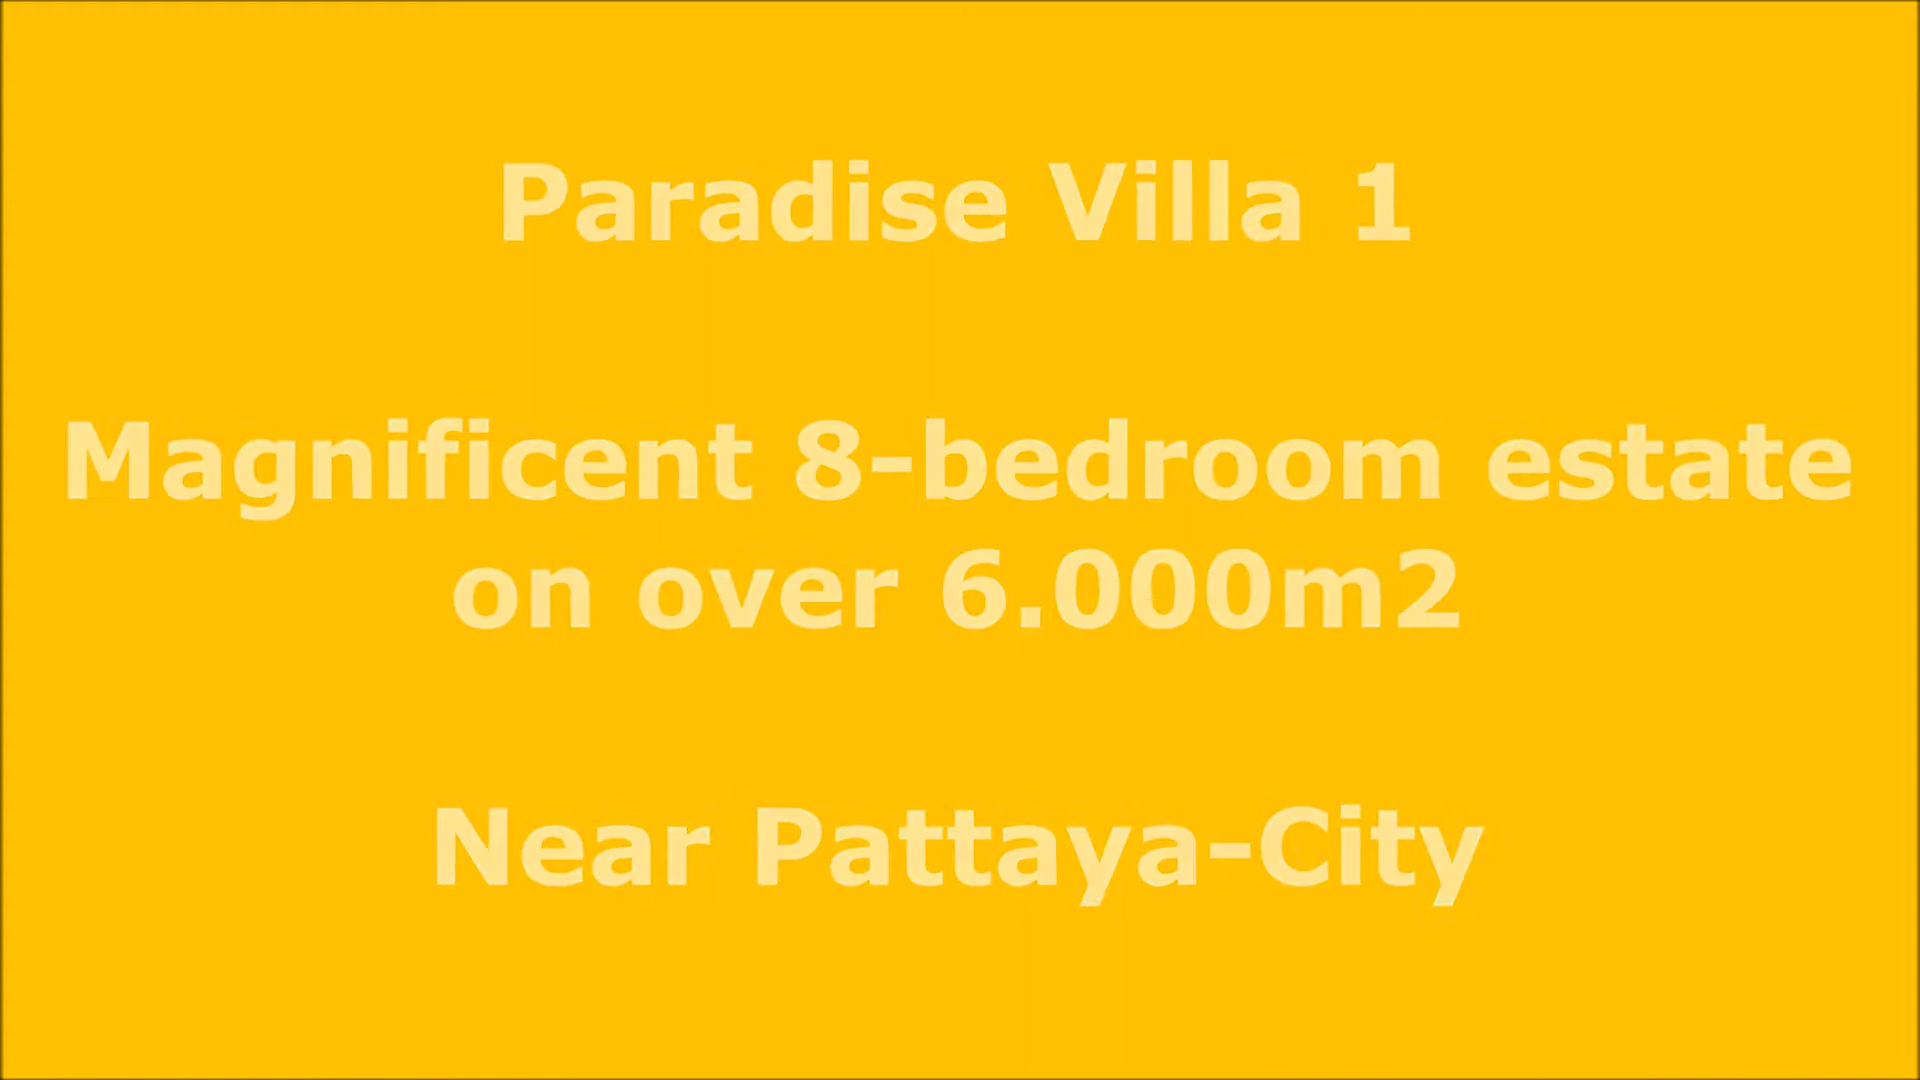 Paradise Villa 1
Magnificent 8-bedroom estate
on over 6.000m2
Near Pattaya-City